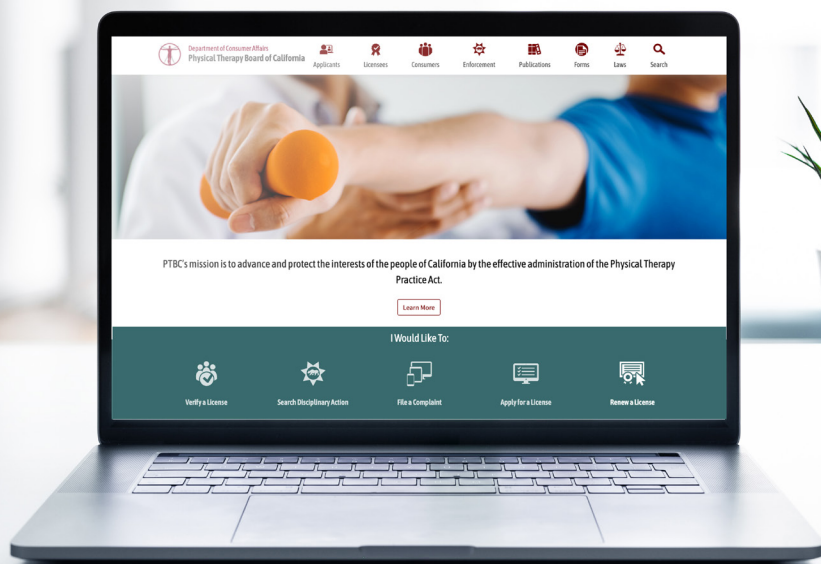 Department of Consumer Affairs
Physical Therapy Board of California
Applicants
Licensees
Consumers
Enforcement
Publications
Forms
Laws
Search
PTBC's mission is to advance and protect the interests of the people of California by the effective administration of the Physical Therapy
Practice Act.
Learn More
I Would Like To:
Verify a License
Search Disciplinary Action
File a Complaint
Apply for a License
Renew a License